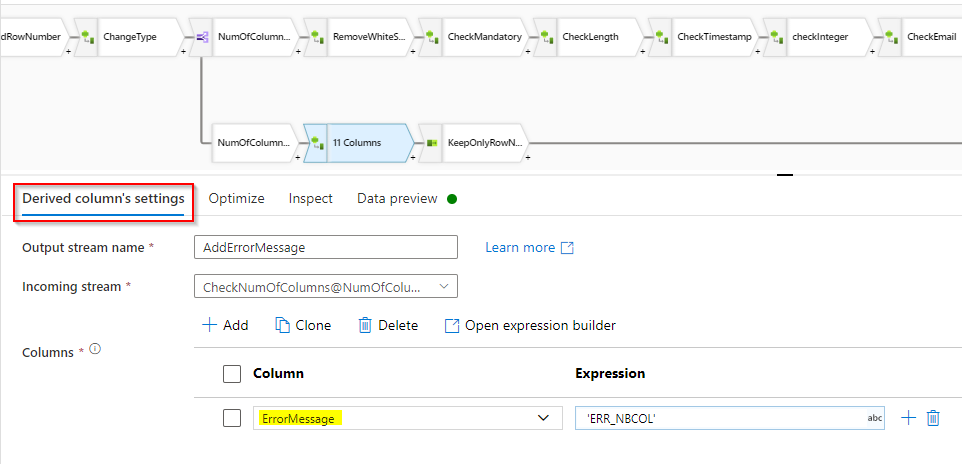 dRowNumber
ChangeType
NumOfColumn...
RemoveWhiteS...
CheckMandatory
CheckLength
CheckTimestamp
checkInteger
CheckEmail
+ + + + + + + +
NumOfColumn...
11 Columns
KeepOnlyRowN...
+ + +
Derived column's settings Optimize Inspect Data preview
Output stream name * AddErrorMessage Learn more
Incoming stream * CheckNumOfColumns@NumOfColu...
+ Add Clone Delete Open expression builder
Columns * i
Column Expression
ErrorMessage 'ERR_NBCOL' abc +